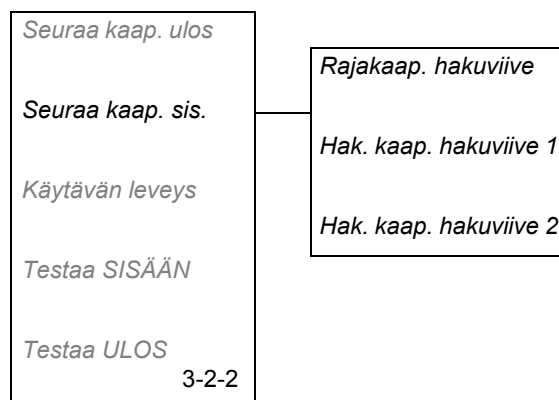 Seuraa kaap. ulos
Seuraa kaap. sis.
Käytävän leveys
Testaa SISÄÄN
Testaa ULOS
3-2-2
Rajakaap. hakuviive
Hak. kaap. hakuviive 1
Hak. kaap. hakuviive 2